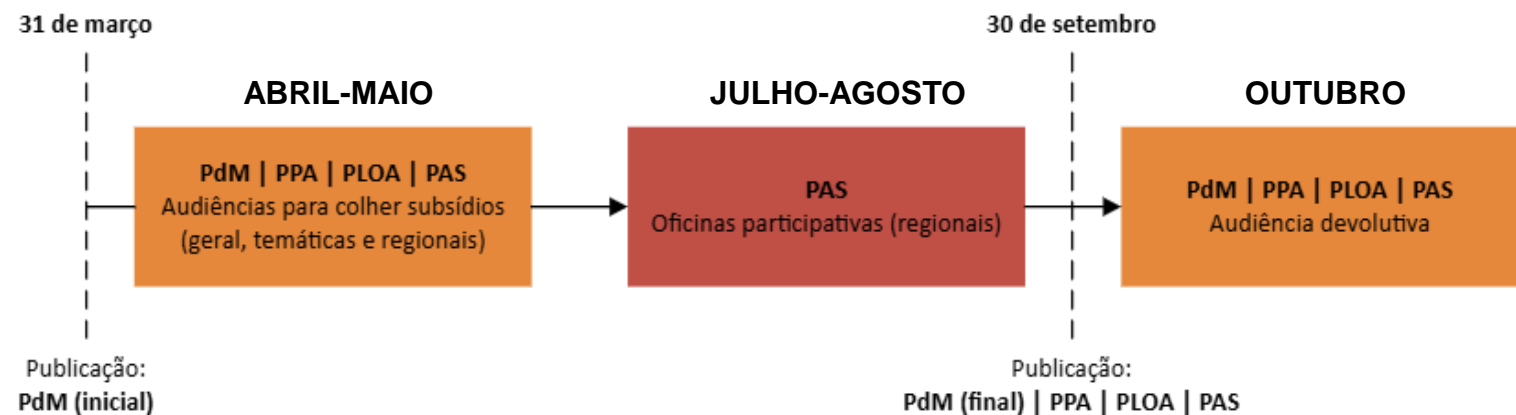 31 de março
30 de setembro
ABRIL-MAIO
JULHO-AGOSTO
OUTUBRO
PdM | PPA | PLOA | PAS
Audiências para colher subsídios
(geral, temáticas e regionais)
PAS
Oficinas participativas (regionais)
PdM | PPA | PLOA | PAS
Audiência devolutiva
Publicação:
PdM (inicial)
Publicação:
PdM (final) | PPA | PLOA | PAS